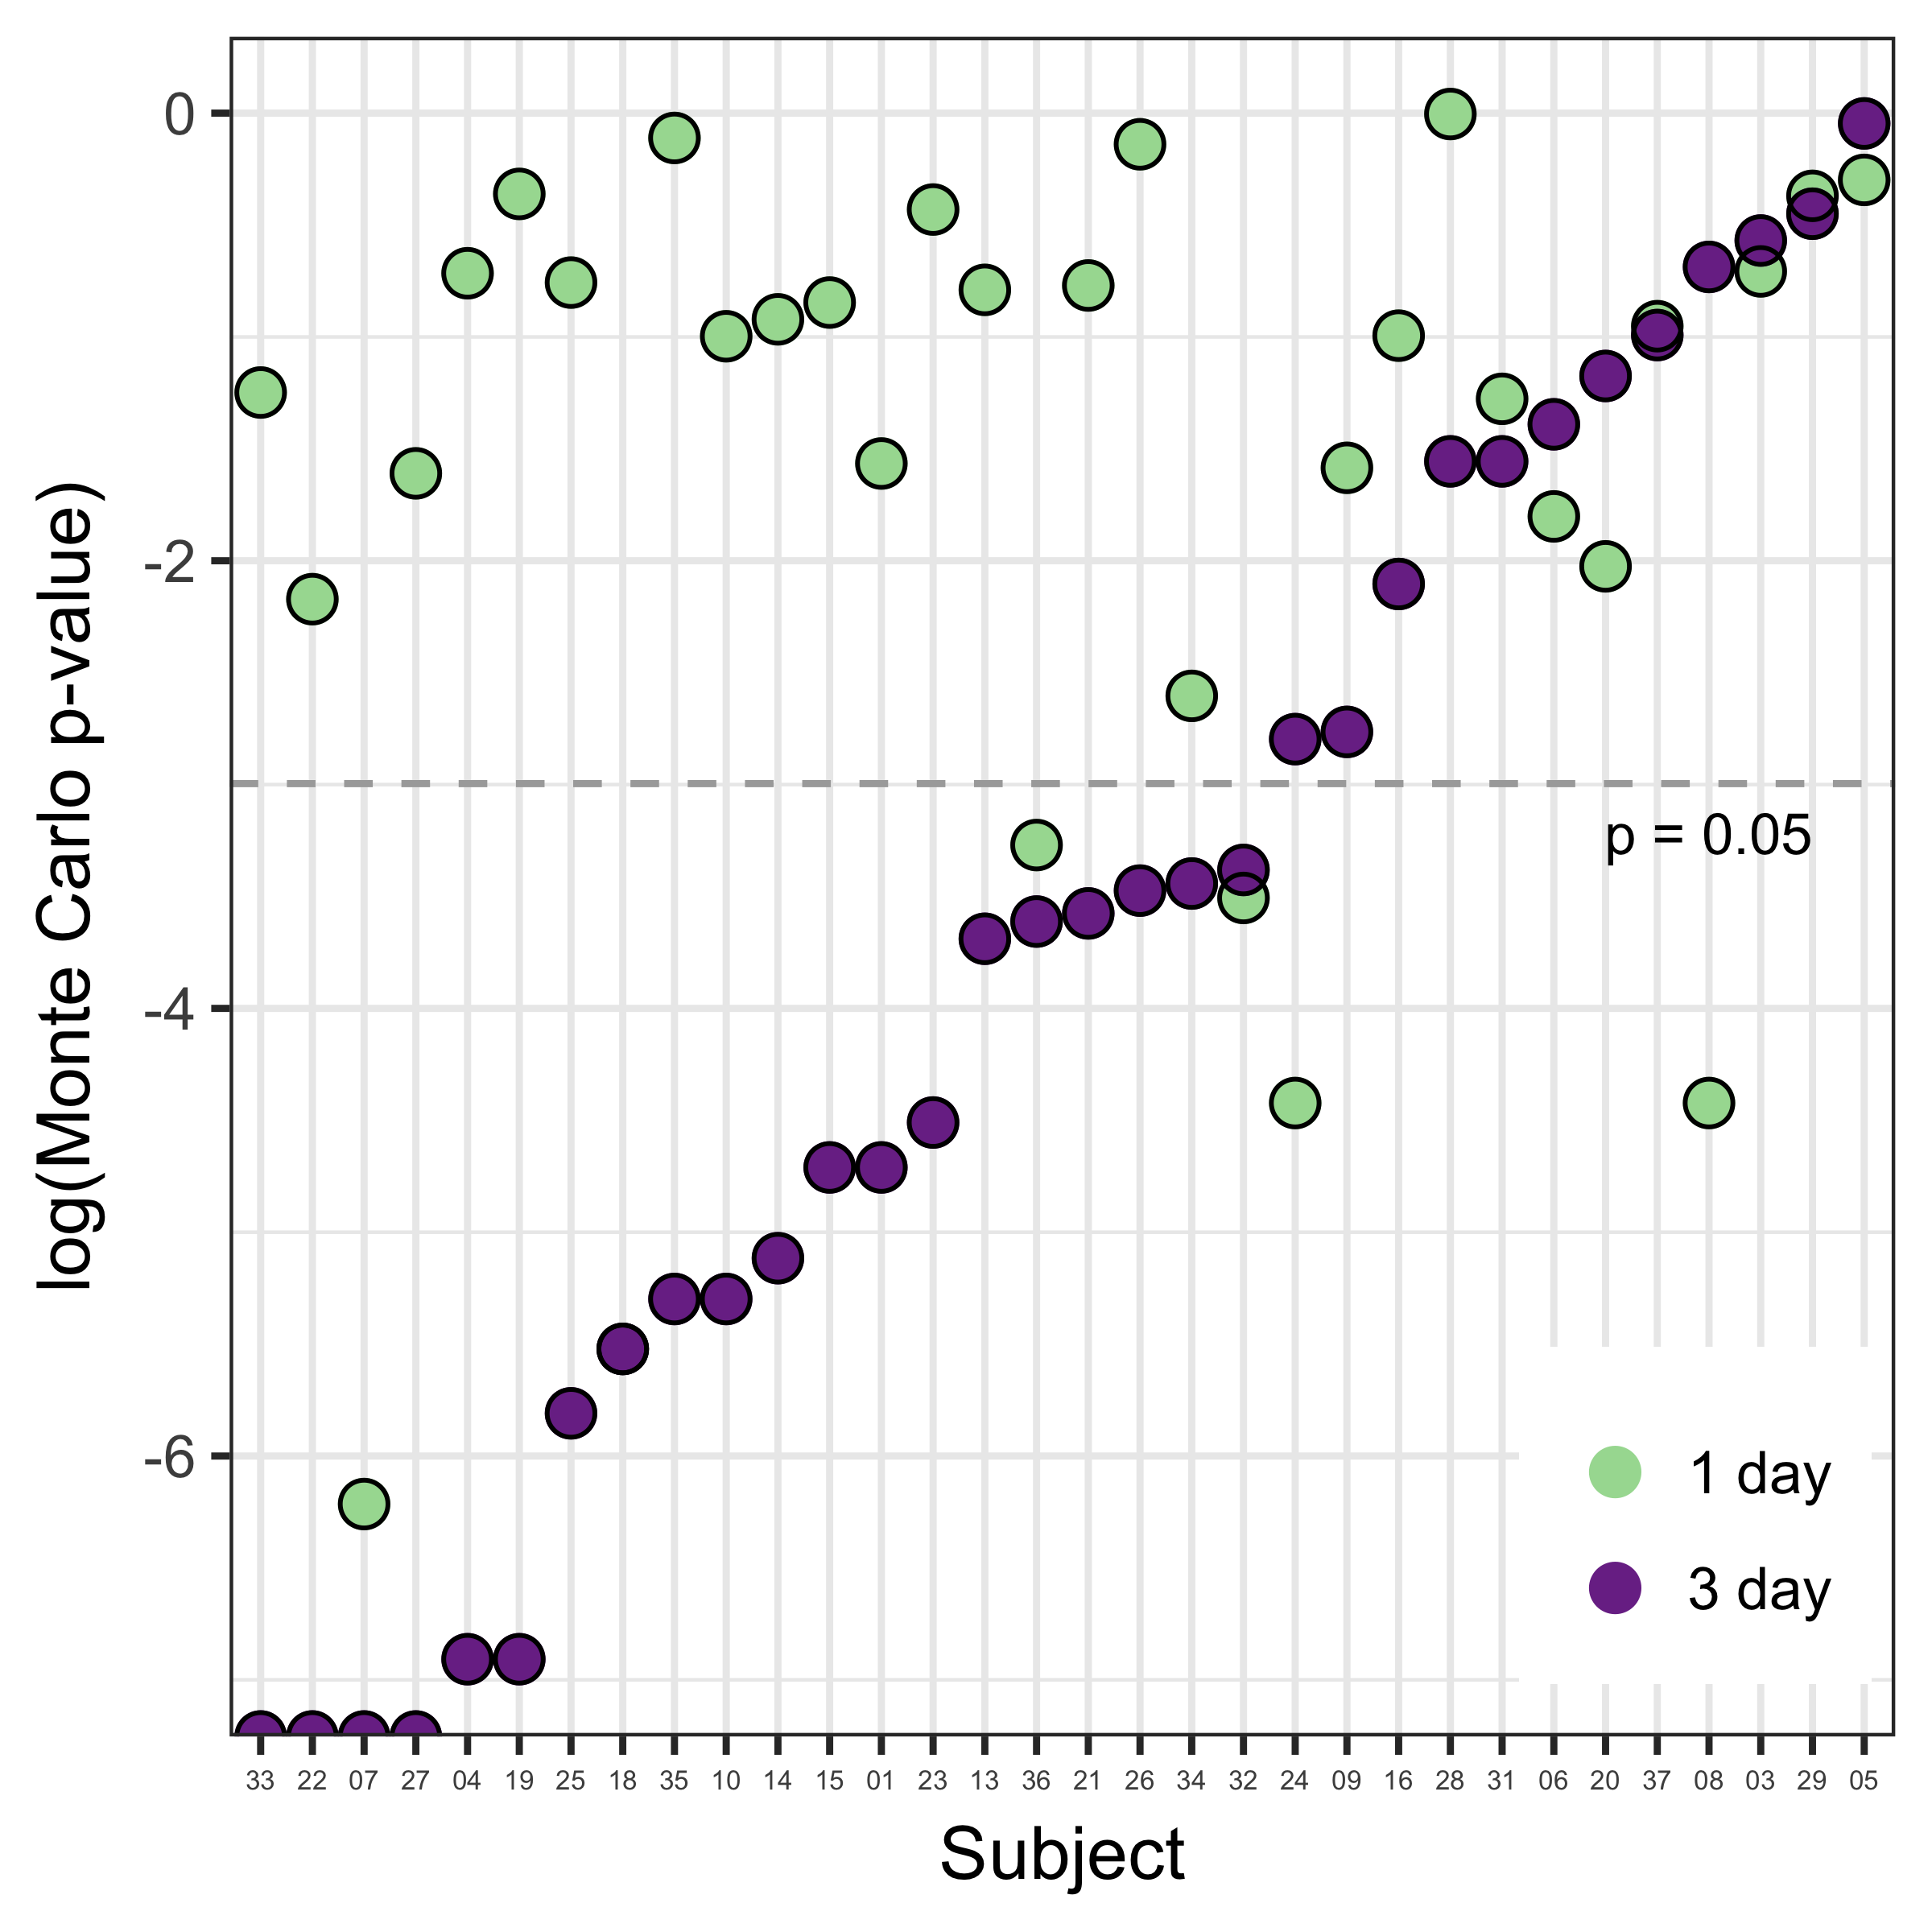 log(Monte Carlo p-value)
0
-2
-4
-6
p = 0.05
1 day
3 day
33 22 07 27 04 19 25 18 35 10 14 15 01 23 13 36 21 26 34 32 24 09 16 28 31 06 20 37 08 03 29 05
Subject